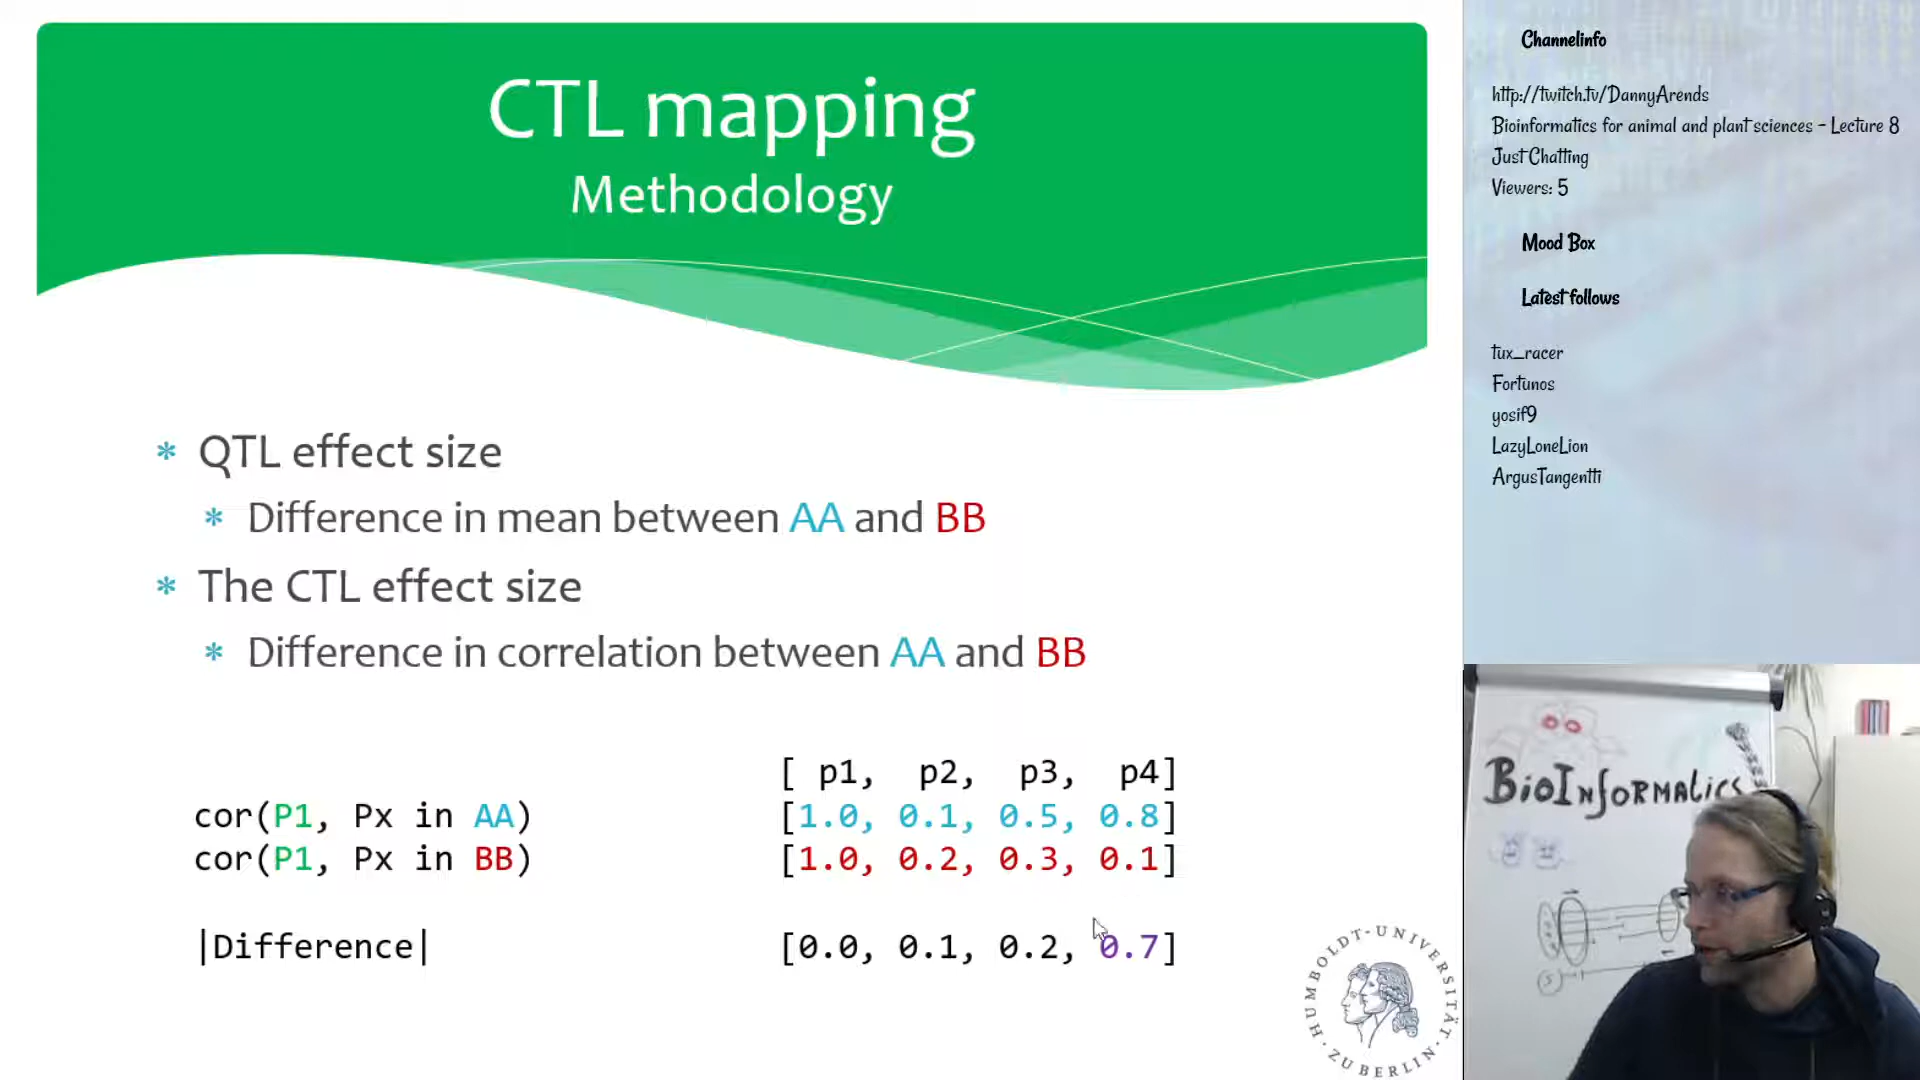 CTL mapping
Methodology
* QTL effect size
* Difference in mean between AA and BB
* The CTL effect size
* Difference in correlation between AA and BB
[ p1, p2, p3, p4]
cor(P1, Px in AA) [1.0, 0.1, 0.5, 0.8]
cor(P1, Px in BB) [1.0, 0.2, 0.3, 0.1]
|Difference| [0.0, 0.1, 0.2, 0.7]
HUMBOLDT-UNIVERSITÄT
· ZU BERLIN ·
Channelinfo
http://twitch.tv/DannyArends
Bioinformatics for animal and plant sciences - Lecture 8
Just Chatting
Viewers: 5
Mood Box
Latest follows
tux_racer
Fortunos
yosif9
LazyLoneLion
ArgusTangentti
BioInformatics